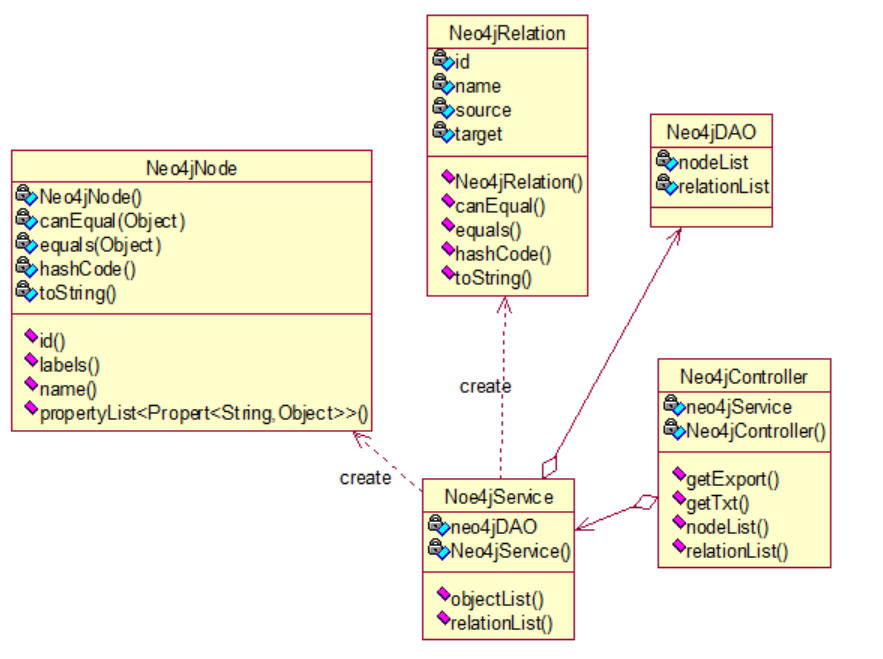 Neo4jRelation
id
name
source
target
Neo4jRelation()
canEqual()
equals()
hashCode()
toString()
Neo4jDAO
nodeList
relationList
Neo4jNode
Neo4jNode()
canEqual(Object)
equals(Object)
hashCode()
toString()
id()
labels()
name()
propertyList<Propert<String,Object>>()
create
create
Neo4jController
neo4jService
Neo4jController()
getExport()
getTxt()
nodeList()
relationList()
Noe4jService
neo4jDAO
Neo4jService()
objectList()
relationList()